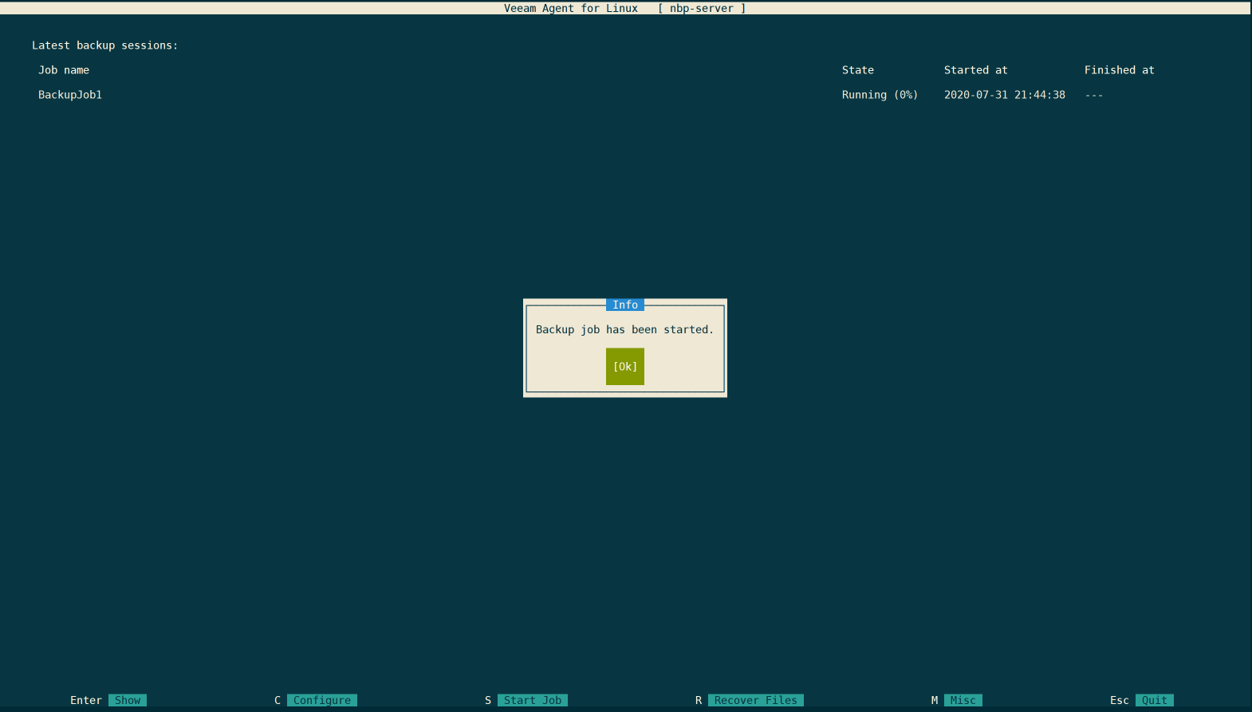 Veeam Agent for Linux [ nbp-server ]
Latest backup sessions:
Job name State Started at Finished at
BackupJob1 Running (0%) 2020-07-31 21:44:38 ---
Info
Backup job has been started.
[Ok]
Enter Show C Configure S Start Job R Recover Files M Misc Esc Quit